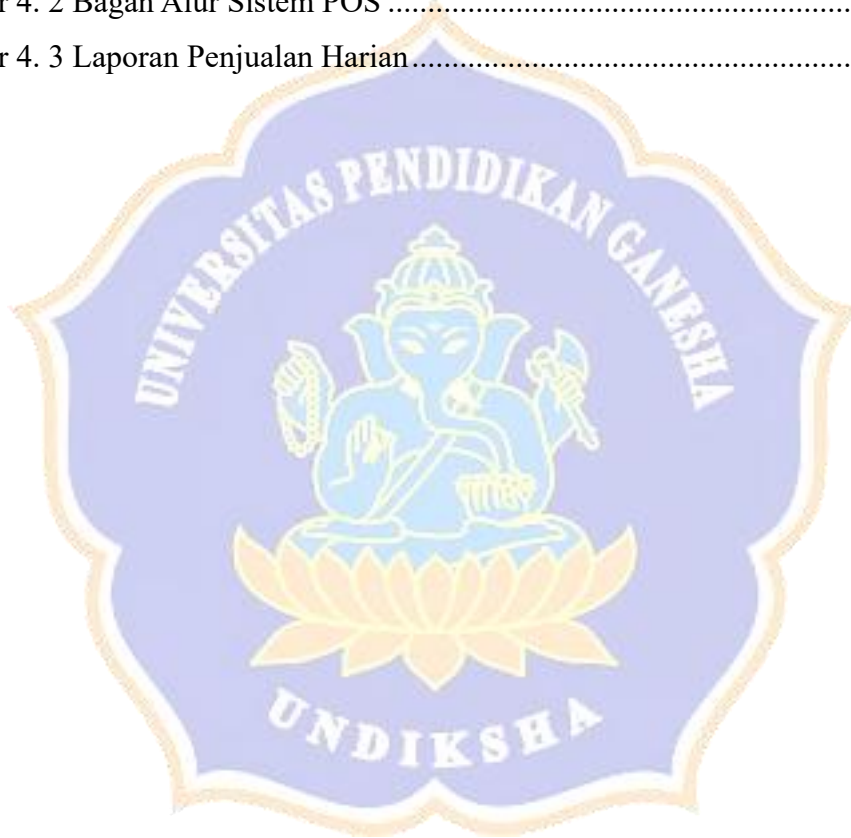 r 4. 2 Bagan Alur Sistem POS ..........................................................
r 4. 3 Laporan Penjualan Harian.......................................................
UNIVERSITAS PENDIDIKAN GANESHA
UNDIKSHA